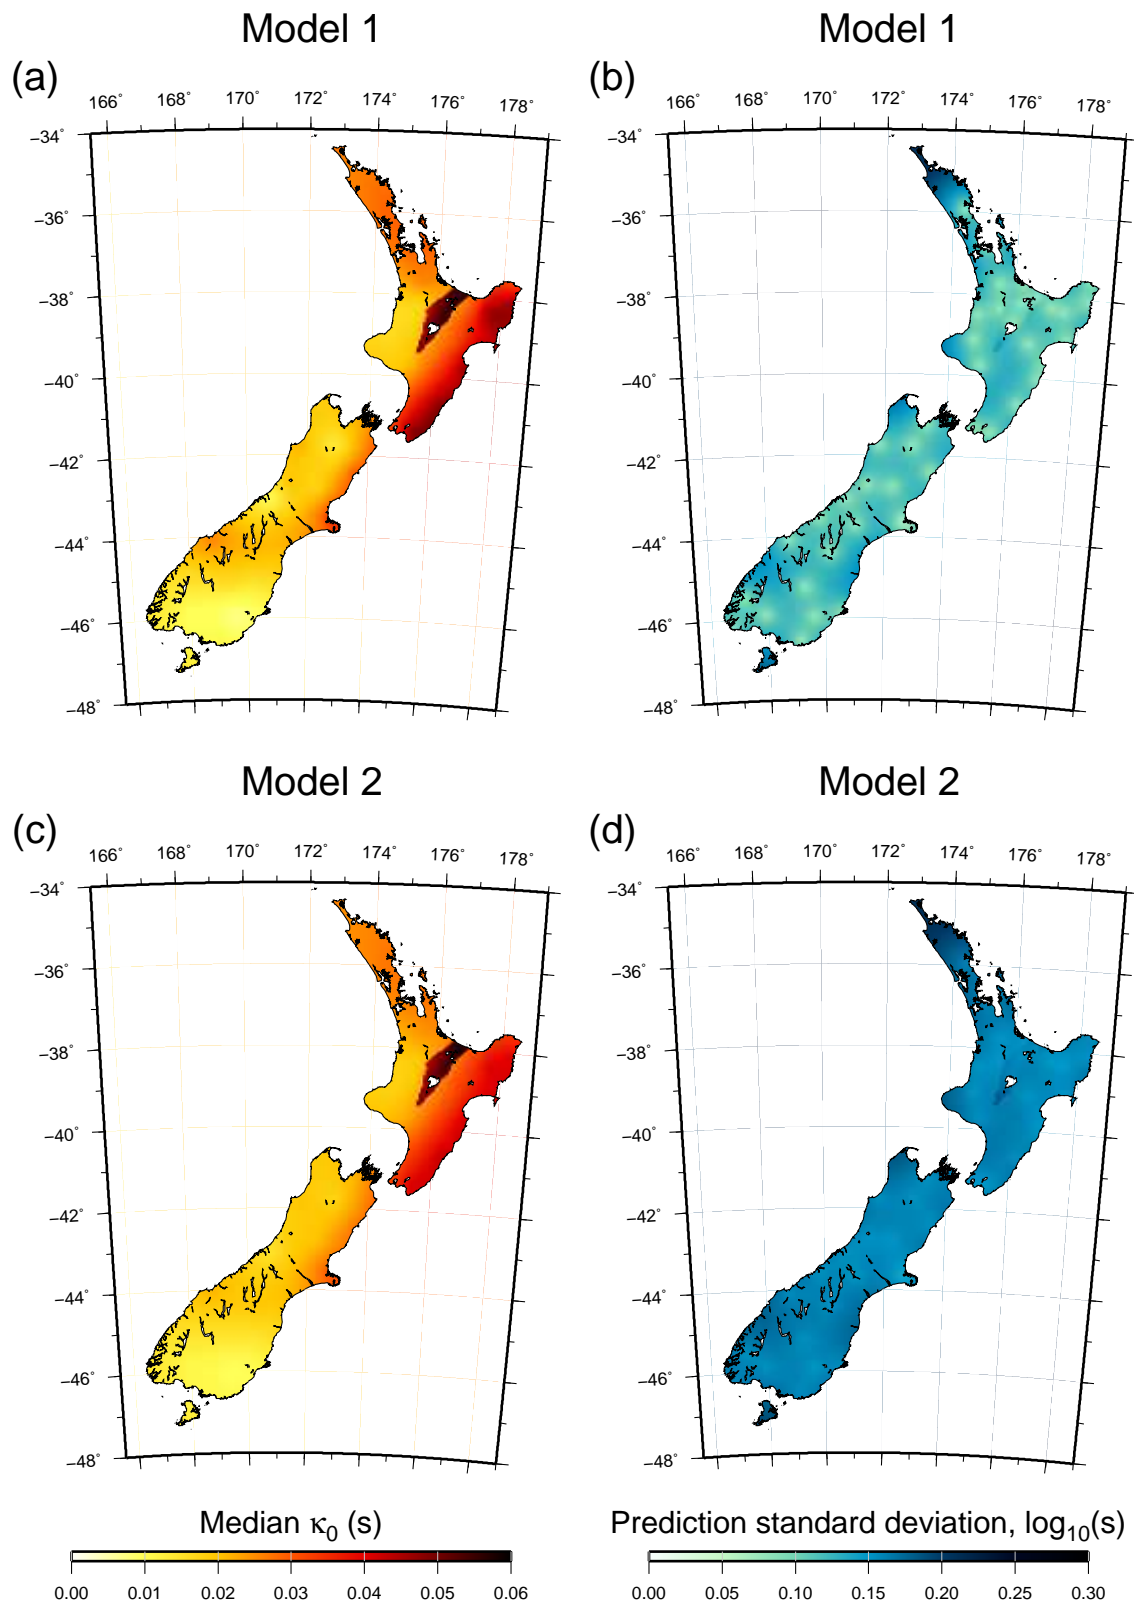 Model 1
Model 1
(a)
(b)
166° 168° 170° 172° 174° 176° 178°
166° 168° 170° 172° 174° 176° 178°
−34°
−36°
−38°
−40°
−42°
−44°
−46°
−48°
−34°
−36°
−38°
−40°
−42°
−44°
−46°
−48°
Model 2
Model 2
(c)
(d)
166° 168° 170° 172° 174° 176° 178°
166° 168° 170° 172° 174° 176° 178°
−34°
−36°
−38°
−40°
−42°
−44°
−46°
−48°
−34°
−36°
−38°
−40°
−42°
−44°
−46°
−48°
Median κ₀ (s)
0.00 0.01 0.02 0.03 0.04 0.05 0.06
Prediction standard deviation, log₁₀(s)
0.00 0.05 0.10 0.15 0.20 0.25 0.30